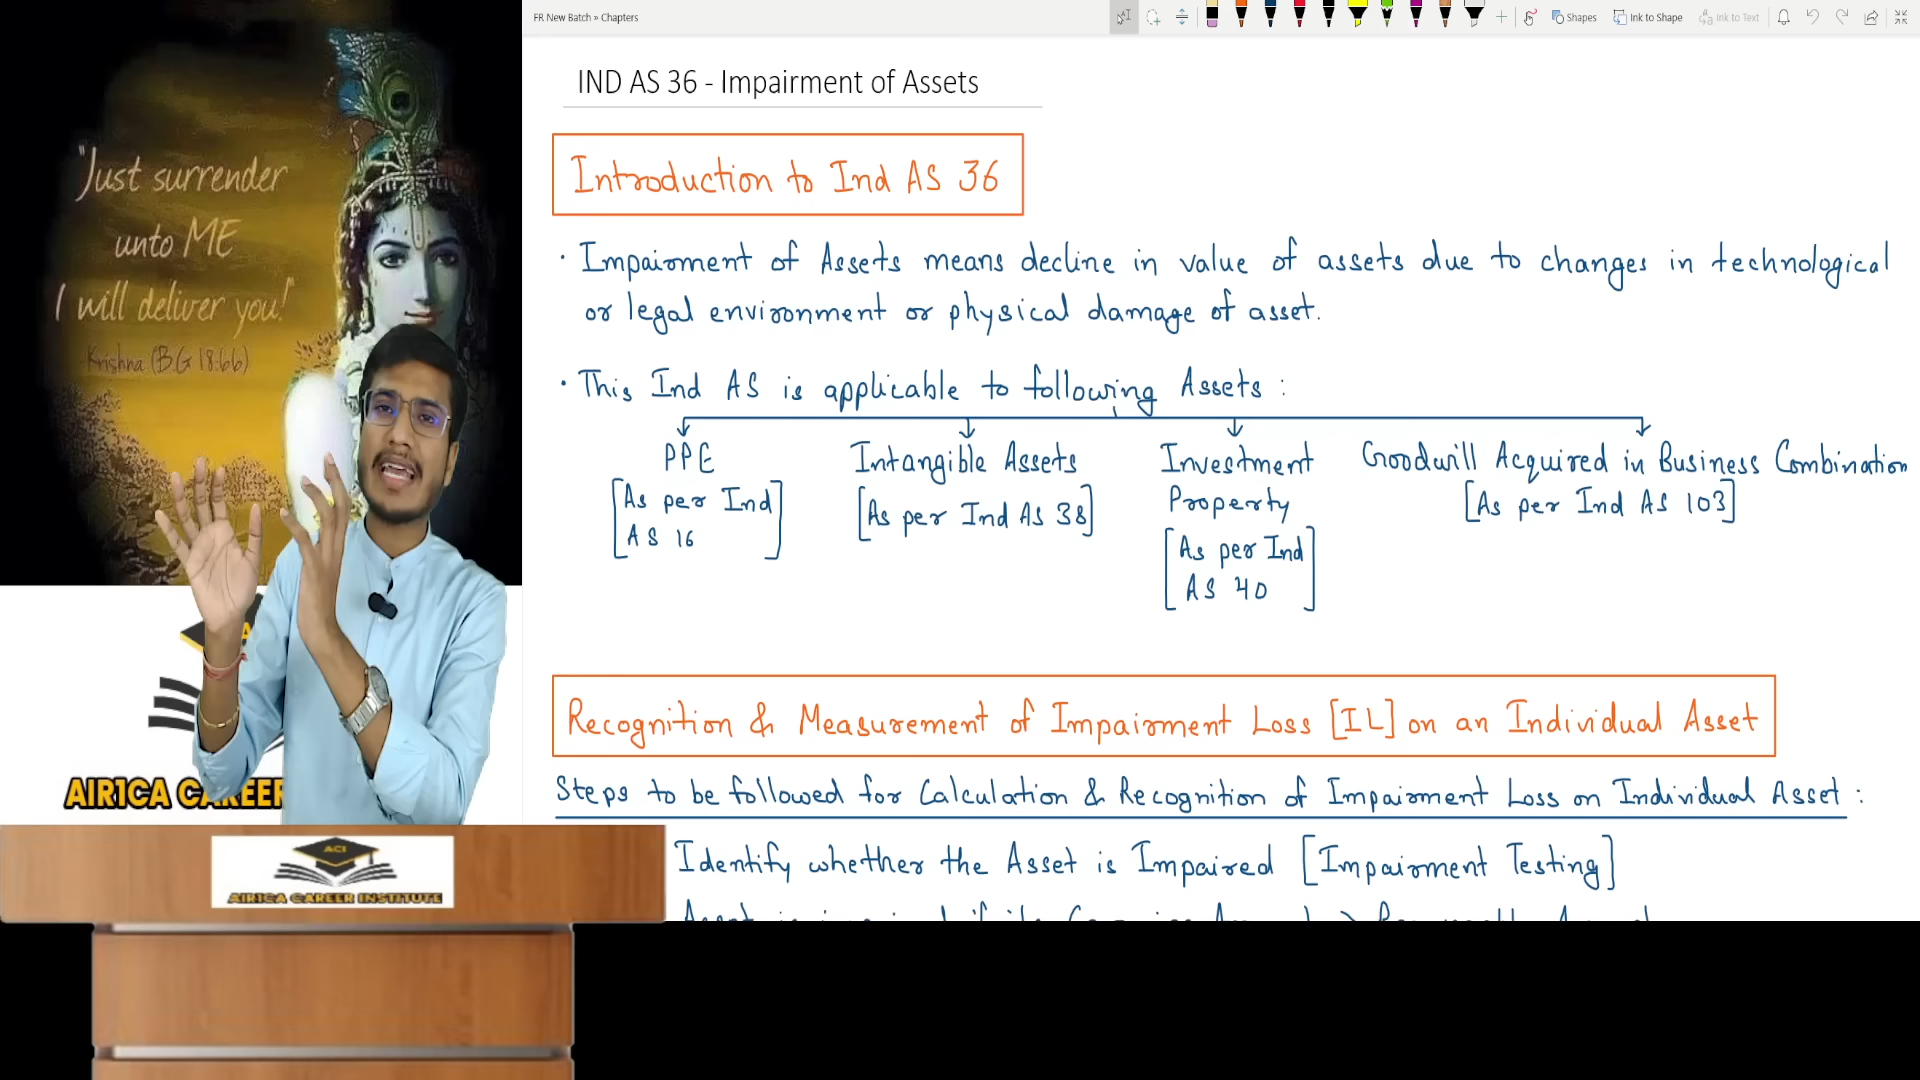 FR New Batch » Chapters
Shapes
Ink to Shape
Ink to Text
IND AS 36 - Impairment of Assets
Introduction to Ind AS 36
· Impairment of Assets means decline in value of assets due to changes in technological
or legal environment or physical damage of asset.
· This Ind AS is applicable to following Assets :
PPE
[As per Ind
AS 16]
Intangible Assets
[As per Ind AS 38]
Investment
Property
[As per Ind
AS 40]
Goodwill Acquired in Business Combination
[As per Ind AS 103]
Recognition & Measurement of Impairment Loss [IL] on an Individual Asset
Steps to be followed for Calculation & Recognition of Impairment Loss on Individual Asset :
Identify whether the Asset is Impaired [Impairment Testing]
"Just surrender
unto ME
I will deliver you!"
Krishna (B.G 18:66)
AIR1CA CAREER
ACI
AIR1CA CAREER INSTITUTE